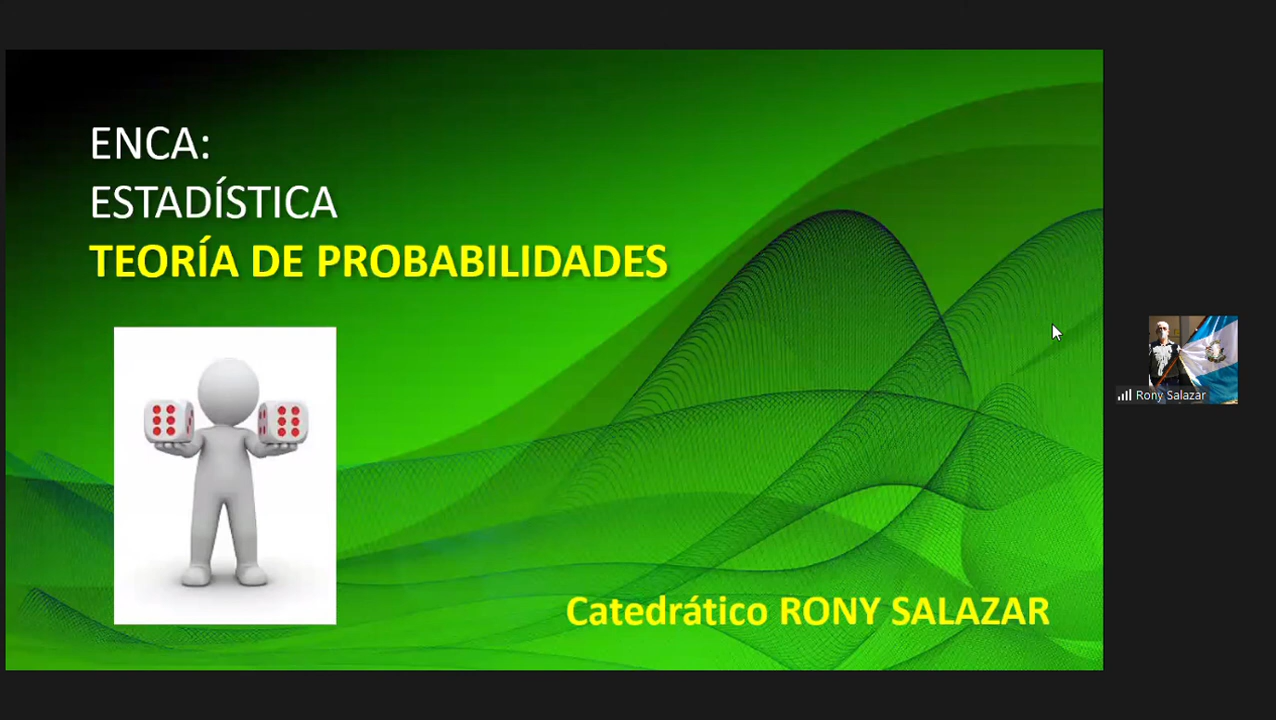 ENCA:
ESTADÍSTICA
TEORÍA DE PROBABILIDADES
Catedrático RONY SALAZAR
Rony Salazar